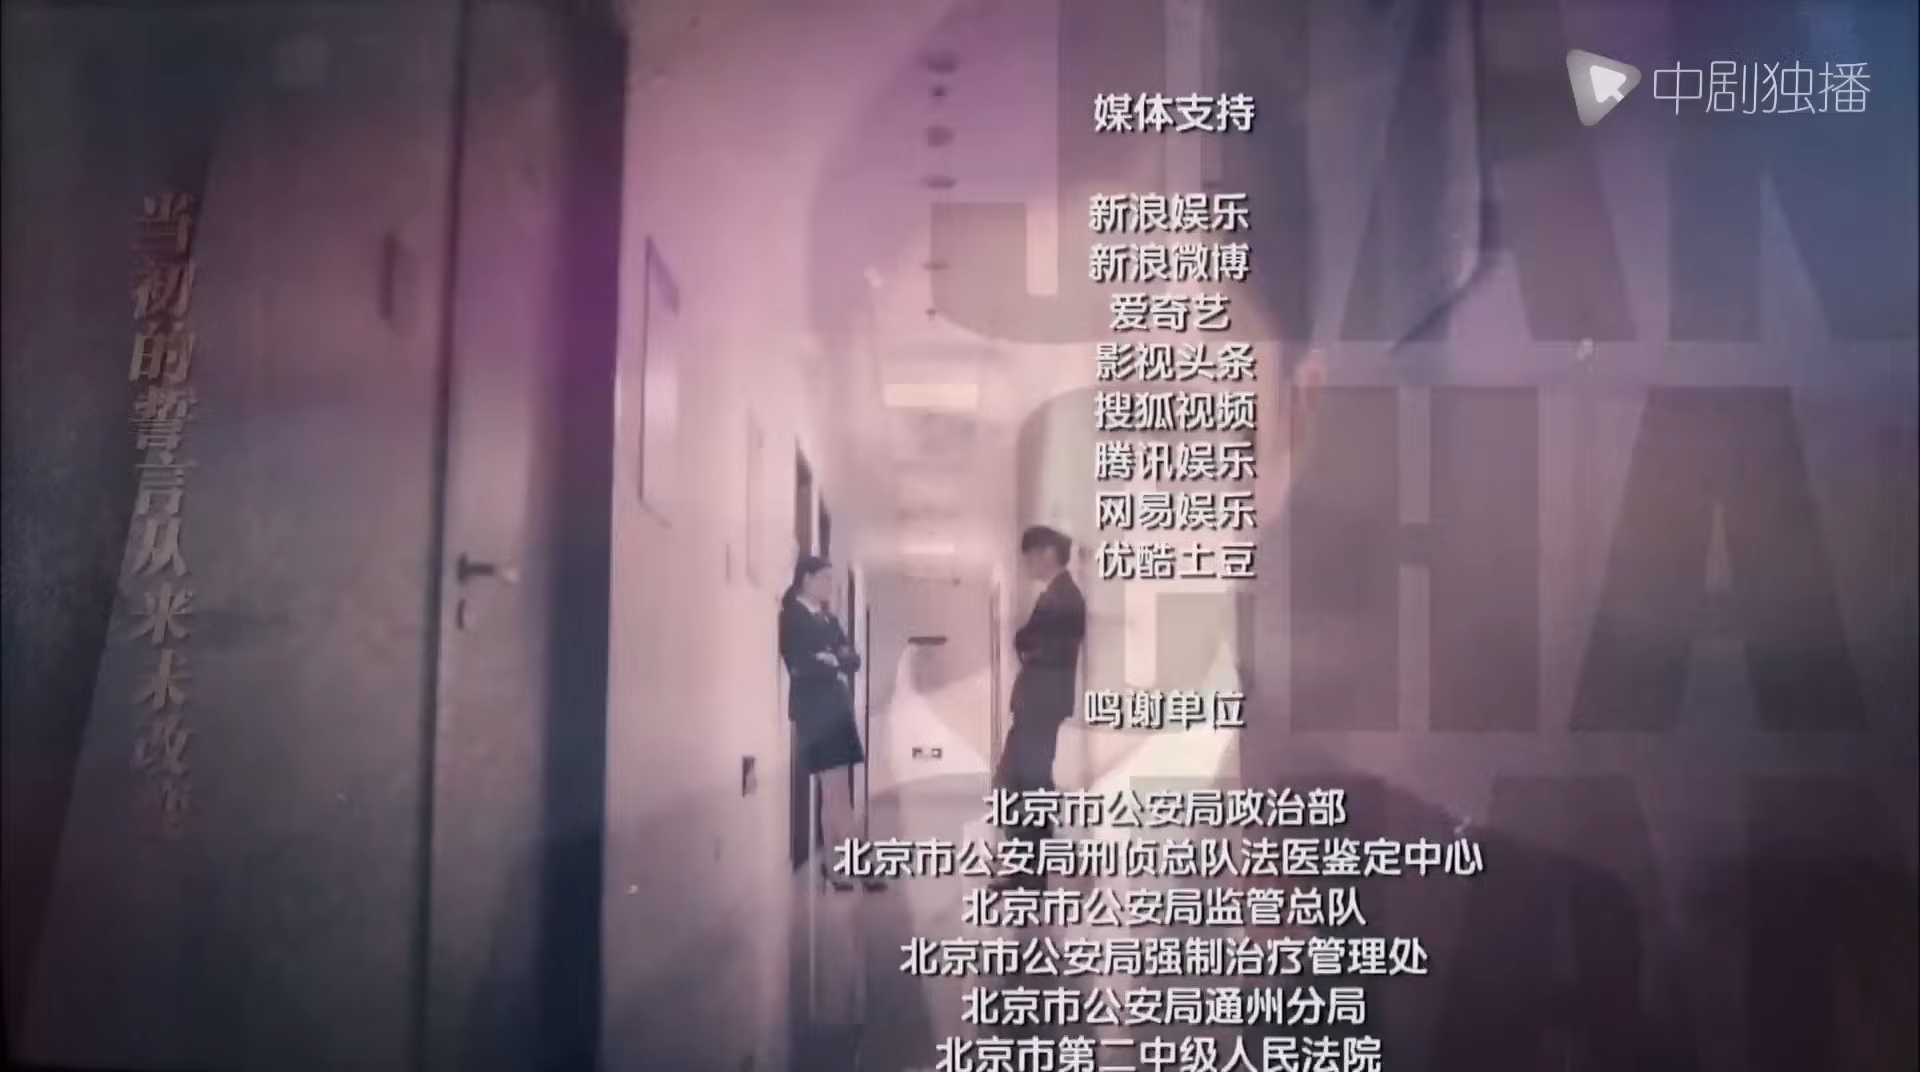 中剧独播
媒体支持
新浪娱乐
新浪微博
爱奇艺
影视头条
搜狐视频
腾讯娱乐
网易娱乐
优酷土豆
鸣谢单位
北京市公安局政治部
北京市公安局刑侦总队法医鉴定中心
北京市公安局监管总队
北京市公安局强制治疗管理处
北京市公安局通州分局
北京市第二中级人民法院
当初的誓言从来未改变
HA